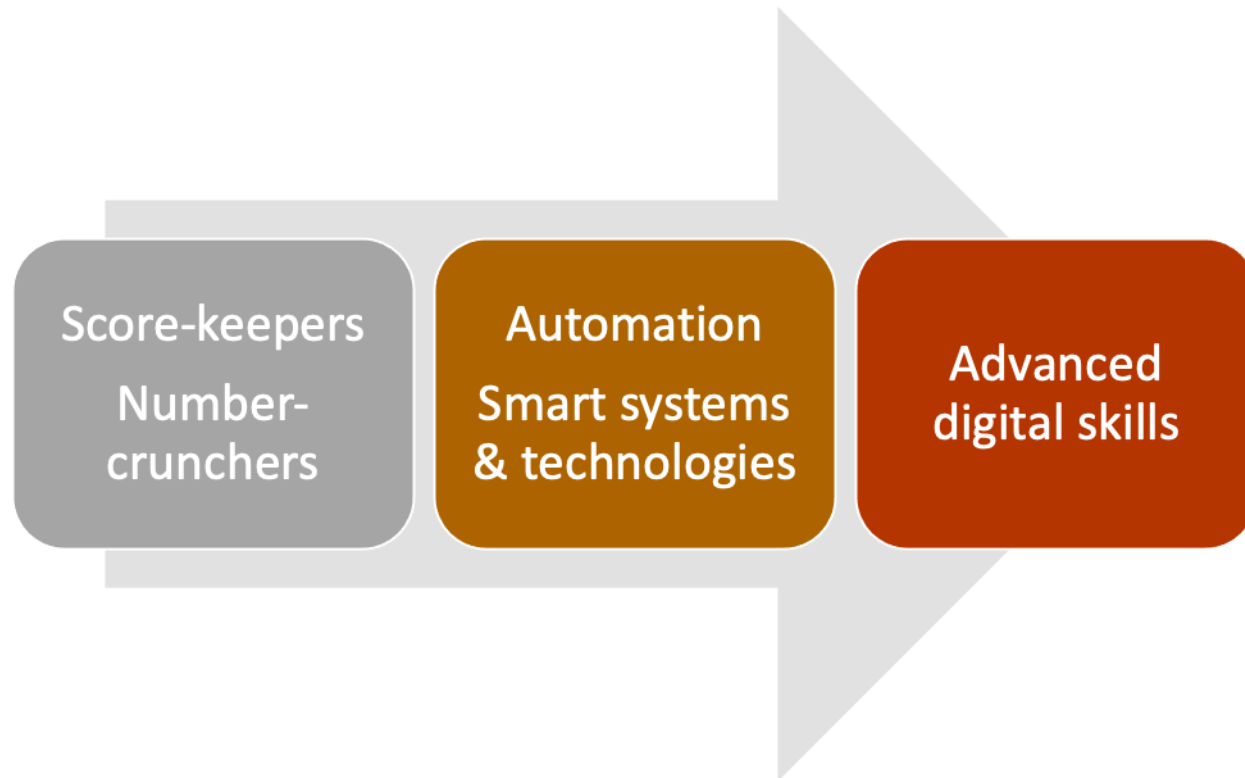 Score-keepers
Number-
crunchers
Automation
Smart systems
& technologies
Advanced
digital skills